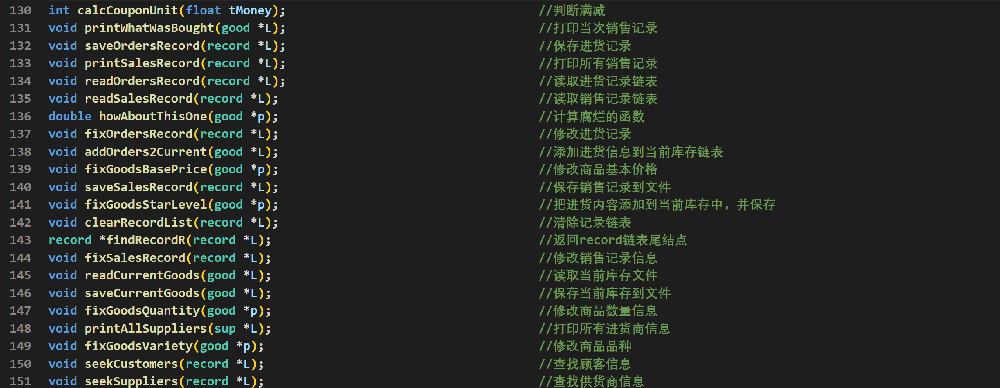 130 int calcCouponUnit(float tMoney); //判断满减
131 void printWhatWasBought(good *L); //打印当次销售记录
132 void saveOrdersRecord(record *L); //保存进货记录
133 void printSalesRecord(record *L); //打印所有销售记录
134 void readOrdersRecord(record *L); //读取进货记录链表
135 void readSalesRecord(record *L); //读取销售记录链表
136 double howAboutThisOne(good *p); //计算腐烂的函数
137 void fixOrdersRecord(record *L); //修改进货记录
138 void addOrders2Current(good *L); //添加进货信息到当前库存链表
139 void fixGoodsBasePrice(good *p); //修改商品基本价格
140 void saveSalesRecord(record *L); //保存销售记录到文件
141 void fixGoodsStarLevel(good *p); //把进货内容添加到当前库存中，并保存
142 void clearRecordList(record *L); //清除记录链表
143 record *findRecordR(record *L); //返回record链表尾结点
144 void fixSalesRecord(record *L); //修改销售记录信息
145 void readCurrentGoods(good *L); //读取当前库存文件
146 void saveCurrentGoods(good *L); //保存当前库存到文件
147 void fixGoodsQuantity(good *p); //修改商品数量信息
148 void printAllSuppliers(sup *L); //打印所有进货商信息
149 void fixGoodsVariety(good *p); //修改商品品种
150 void seekCustomers(record *L); //查找顾客信息
151 void seekSuppliers(record *L); //查找供货商信息